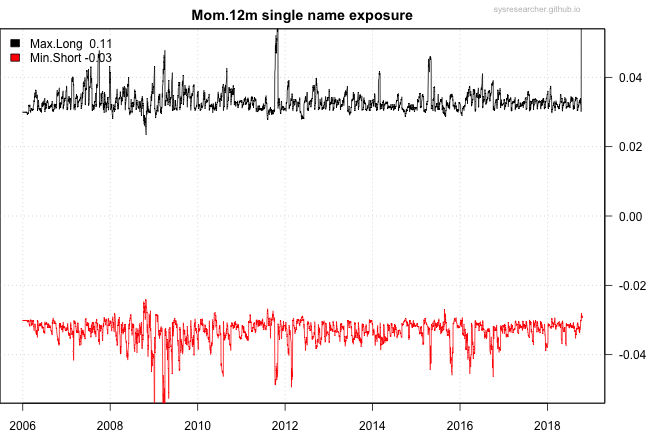 Mom.12m single name exposure
sysresearcher.github.io
Max.Long 0.11
Min.Short -0.03
0.04
0.02
0.00
-0.02
-0.04
2006 2008 2010 2012 2014 2016 2018